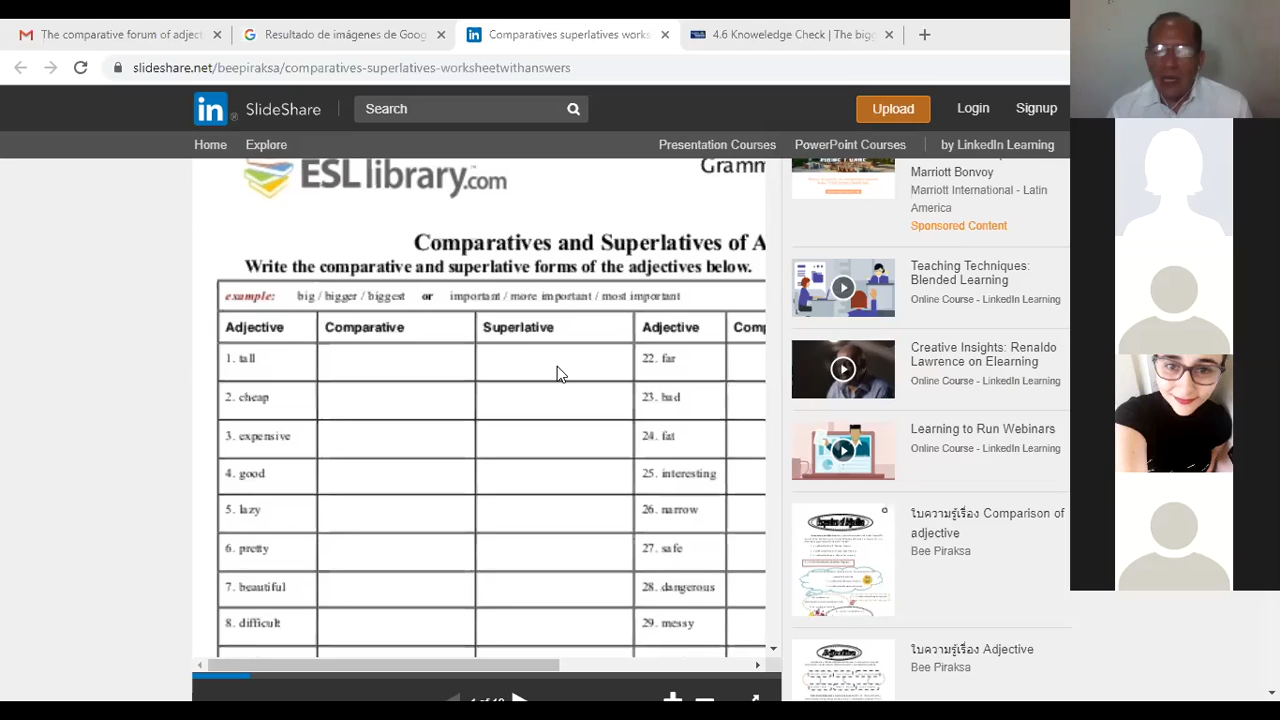 The comparative forum of adject
Resultado de imágenes de Goog
Comparatives superlatives works
4.6 Knoweledge Check | The bigg
slideshare.net/beepiraksa/comparatives-superlatives-worksheetwithanswers
in SlideShare
Search
Upload
Login
Signup
Home
Explore
Presentation Courses
PowerPoint Courses
by LinkedIn Learning
ESLlibrary.com
Gramm
Comparatives and Superlatives of A
Write the comparative and superlative forms of the adjectives below.
example: big / bigger / biggest or important / more important / most important
Adjective Comparative Superlative Adjective Comp
1. tall 22. far
2. cheap 23. bad
3. expensive 24. fat
4. good 25. interesting
5. lazy 26. narrow
6. pretty 27. safe
7. beautiful 28. dangerous
8. difficult 29. messy
Marriott Bonvoy
Marriott International - Latin
America
Sponsored Content
Teaching Techniques:
Blended Learning
Online Course - LinkedIn Learning
Creative Insights: Renaldo
Lawrence on Elearning
Online Course - LinkedIn Learning
Learning to Run Webinars
Online Course - LinkedIn Learning
ใบความรู้เรื่อง Comparison of
adjective
Bee Piraksa
ใบความรู้เรื่อง Adjective
Bee Piraksa